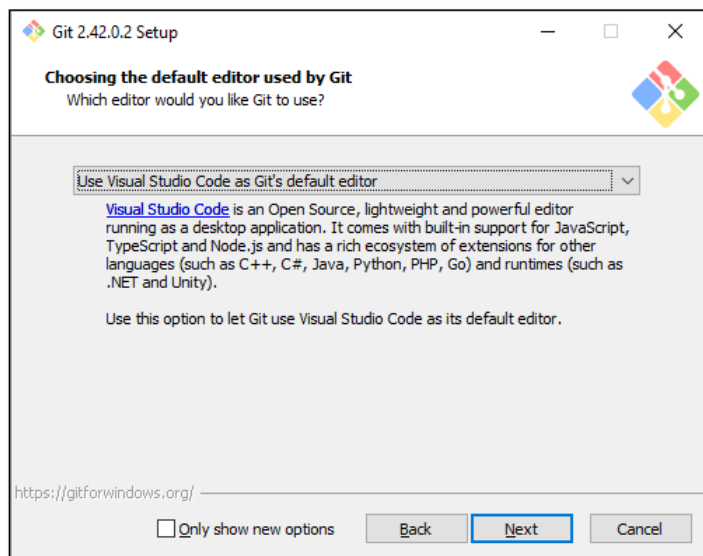 Git 2.42.0.2 Setup
Choosing the default editor used by Git
Which editor would you like Git to use?
Use Visual Studio Code as Git's default editor
Visual Studio Code is an Open Source, lightweight and powerful editor
running as a desktop application. It comes with built-in support for JavaScript,
TypeScript and Node.js and has a rich ecosystem of extensions for other
languages (such as C++, C#, Java, Python, PHP, Go) and runtimes (such as
.NET and Unity).
Use this option to let Git use Visual Studio Code as its default editor.
https://gitforwindows.org/
Only show new options Back Next Cancel